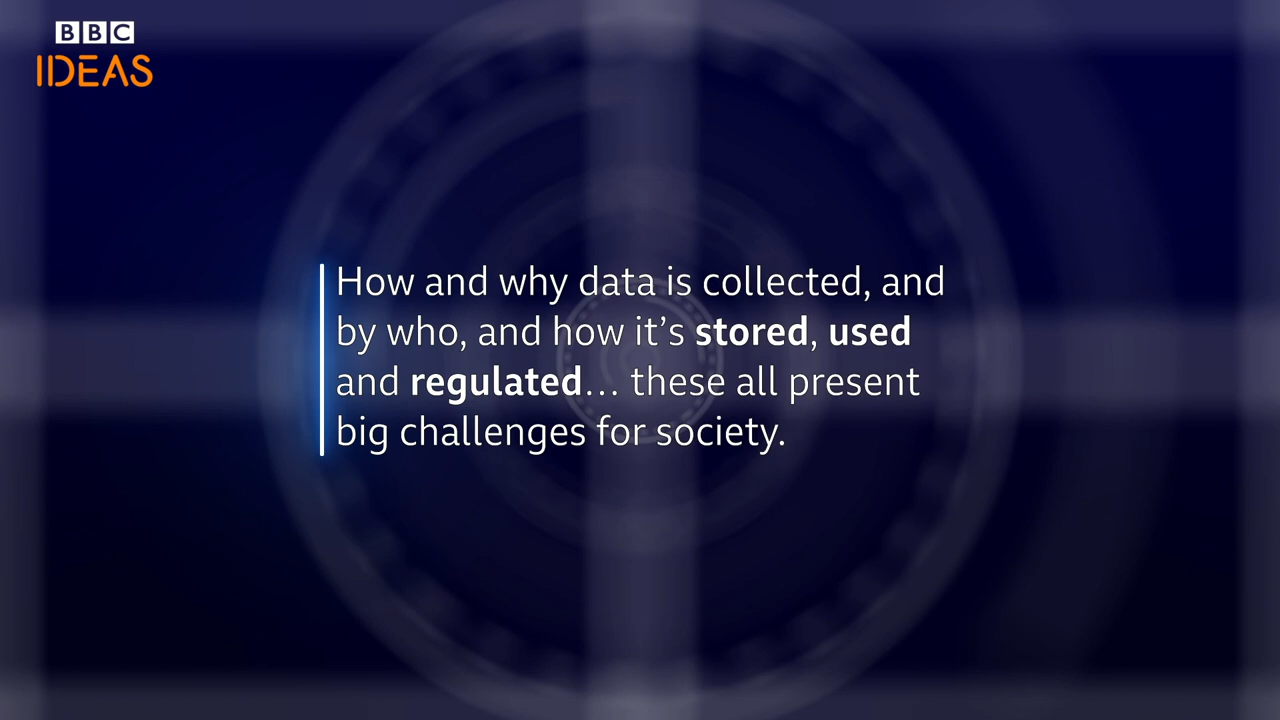 BBC
IDEAS
How and why data is collected, and
by who, and how it’s stored, used
and regulated... these all present
big challenges for society.